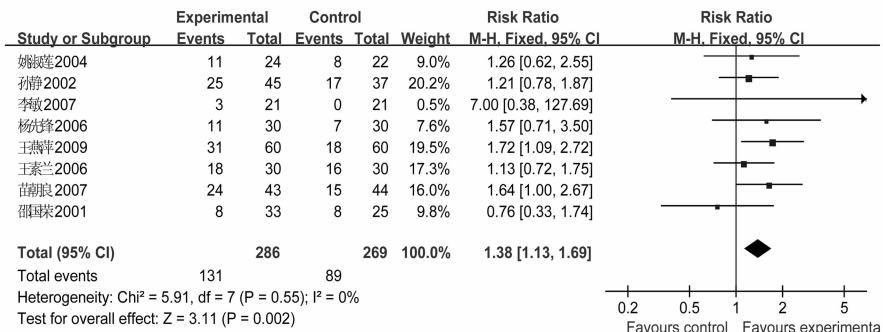 Experimental Control Risk Ratio Risk Ratio
Study or Subgroup Events Total Events Total Weight M-H, Fixed, 95% CI M-H, Fixed, 95% CI
姚淑莲2004 11 24 8 22 9.0% 1.26 [0.62, 2.55]
孙静2002 25 45 17 37 20.2% 1.21 [0.78, 1.87]
李敏2007 3 21 0 21 0.5% 7.00 [0.38, 127.69]
杨先锋2006 11 30 7 30 7.6% 1.57 [0.71, 3.50]
王燕萍2009 31 60 18 60 19.5% 1.72 [1.09, 2.72]
王素兰2006 18 30 16 30 17.3% 1.13 [0.72, 1.75]
苗朝良2007 24 43 15 44 16.0% 1.64 [1.00, 2.67]
邵国荣2001 8 33 8 25 9.8% 0.76 [0.33, 1.74]
Total (95% CI) 286 269 100.0% 1.38 [1.13, 1.69]
Total events 131 89
Heterogeneity: Chi² = 5.91, df = 7 (P = 0.55); I² = 0%
Test for overall effect: Z = 3.11 (P = 0.002)
0.2 0.5 1 2 5
Favours control Favours experimenta